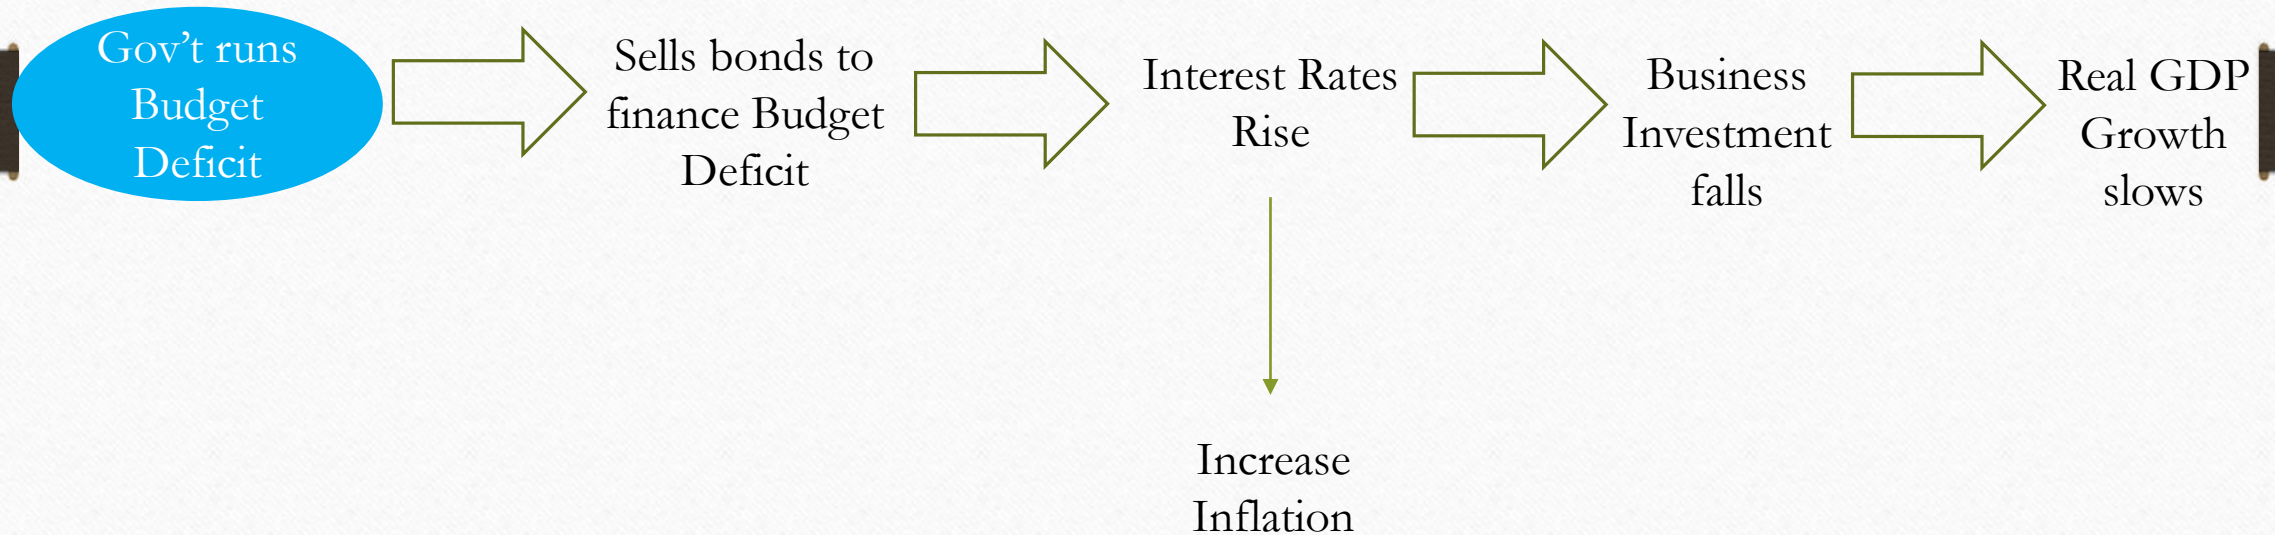 Gov’t runs
Budget
Deficit
Sells bonds to
finance Budget
Deficit
Interest Rates
Rise
Business
Investment
falls
Real GDP
Growth
slows
Increase
Inflation